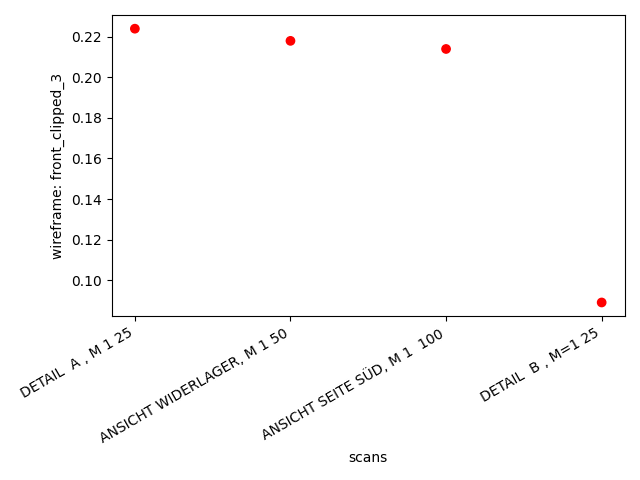 0.22
0.20
0.18
0.16
0.14
0.12
0.10
wireframe: front_clipped_3
DETAIL  A , M 1 25
ANSICHT WIDERLAGER, M 1 50
ANSICHT SEITE SÜD, M 1  100
DETAIL  B , M=1 25
scans